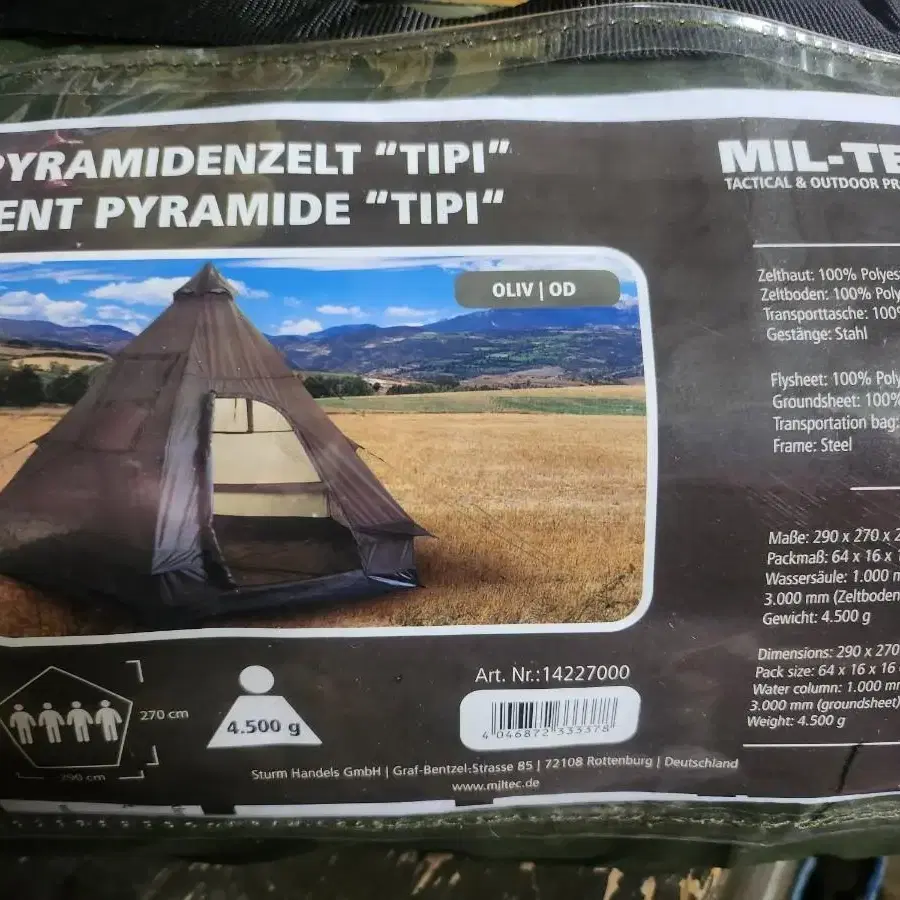 PYRAMIDENZELT “TIPI”
ENT PYRAMIDE “TIPI“
MIL-TE
TACTICAL & OUTDOOR PR
OLIV | OD
Zelthaut: 100% Polyes
Zeltboden: 100% Poly
Transporttasche: 100%
Gestänge: Stahl
Flysheet: 100% Poly
Groundsheet: 100%
Transportation bag:
Frame: Steel
Maße: 290 x 270 x 2
Packmaß: 64 x 16 x 1
Wassersäule: 1.000 m
3.000 mm (Zeltboden
Gewicht: 4.500 g
Dimensions: 290 x 270
Pack size: 64 x 16 x 16
Water column: 1.000 mm
3.000 mm (groundsheet)
Weight: 4.500 g
270 cm
290 cm
4.500 g
Art. Nr.:14227000
4 046872 333378
Sturm Handels GmbH | Graf-Bentzel-Strasse 85 | 72108 Rottenburg | Deutschland
www.miltec.de